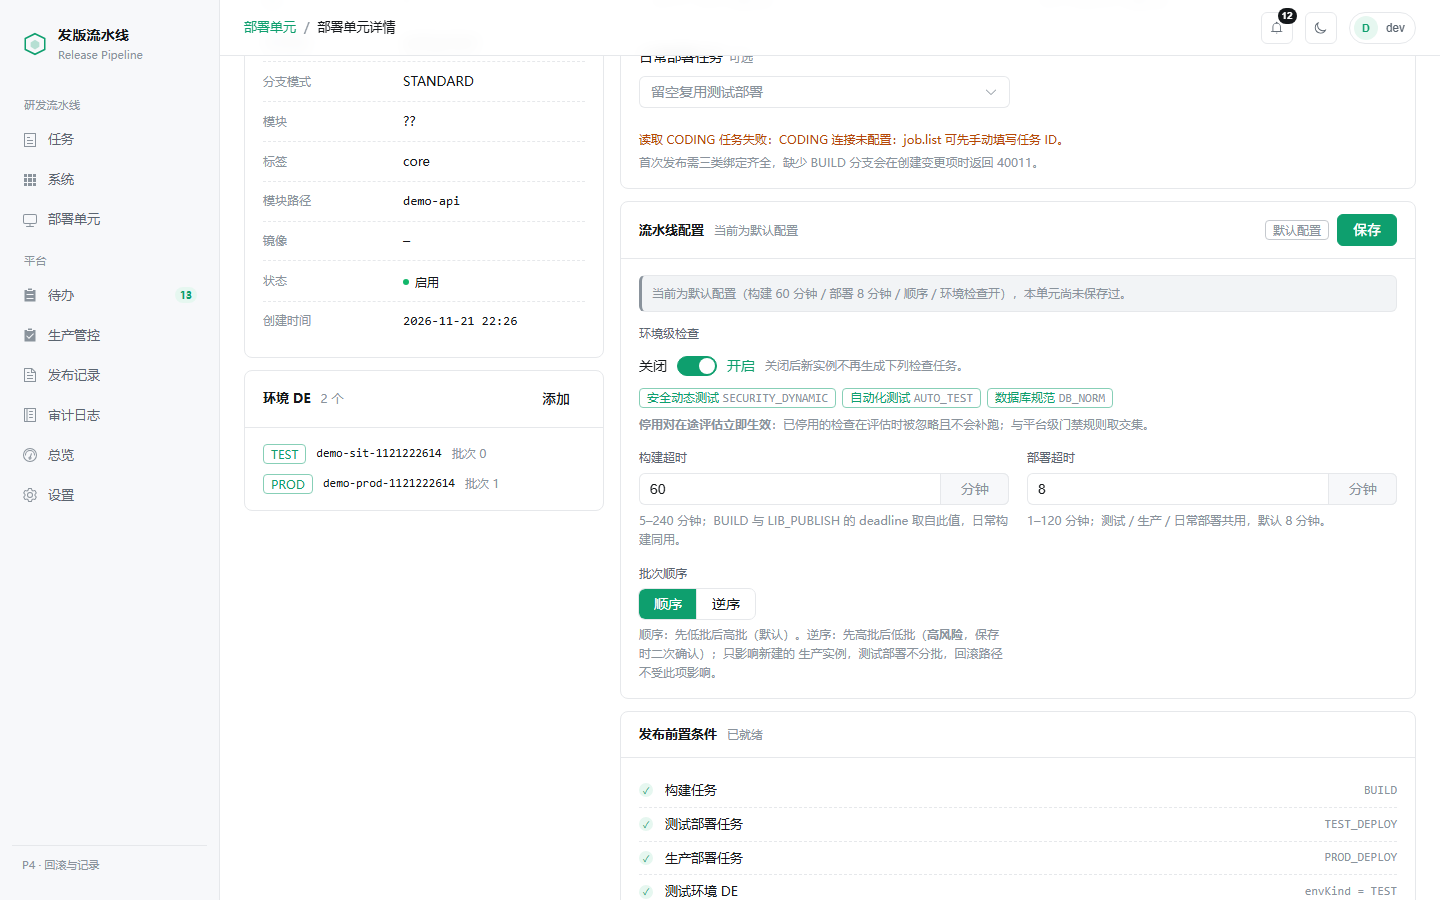 发版流水线
Release Pipeline
研发流水线
任务
系统
部署单元
平台
待办 13
生产管控
发布记录
审计日志
总览
设置
P4 · 回滚与记录
部署单元 / 部署单元详情
12
D dev
分支模式 STANDARD
模块 ??
标签 core
模块路径 demo-api
镜像 —
状态 启用
创建时间 2026-11-21 22:26
环境 DE 2 个 添加
TEST demo-sit-1121222614 批次 0
PROD demo-prod-1121222614 批次 1
日常部署任务 可选
留空复用测试部署
读取 CODING 任务失败：CODING 连接未配置：job.list 可先手动填写任务 ID。
首次发布需三类绑定齐全，缺少 BUILD 分支会在创建变更项时返回 40011。
流水线配置 当前为默认配置 默认配置 保存
当前为默认配置（构建 60 分钟 / 部署 8 分钟 / 顺序 / 环境检查开），本单元尚未保存过。
环境级检查
关闭 开启 关闭后新实例不再生成下列检查任务。
安全动态测试 SECURITY_DYNAMIC 自动化测试 AUTO_TEST 数据库规范 DB_NORM
停用对在途评估立即生效：已停用的检查在评估时被忽略且不会补跑；与平台级门禁规则取交集。
构建超时 部署超时
60 分钟 8 分钟
5–240 分钟；BUILD 与 LIB_PUBLISH 的 deadline 取自此值，日常构
建同用。
1–120 分钟；测试 / 生产 / 日常部署共用，默认 8 分钟。
批次顺序
顺序 逆序
顺序：先低批后高批（默认）。逆序：先高批后低批（高风险，保存
时二次确认）；只影响新建的 生产实例，测试部署不分批，回滚路径
不受此项影响。
发布前置条件 已就绪
构建任务 BUILD
测试部署任务 TEST_DEPLOY
生产部署任务 PROD_DEPLOY
测试环境 DE envKind = TEST